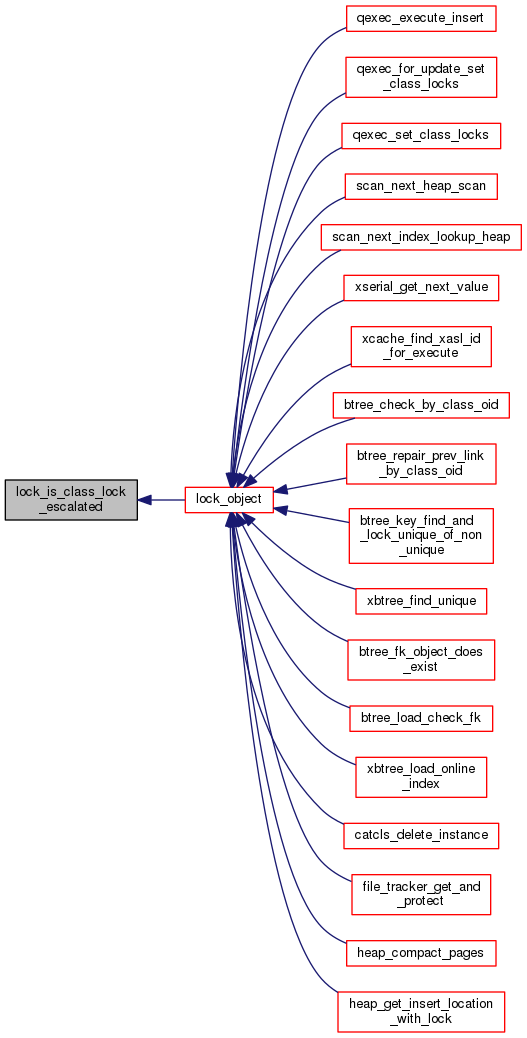 qexec_execute_insert
qexec_for_update_set
_class_locks
qexec_set_class_locks
scan_next_heap_scan
scan_next_index_lookup_heap
xserial_get_next_value
xcache_find_xasl_id
_for_execute
btree_check_by_class_oid
btree_repair_prev_link
_by_class_oid
lock_is_class_lock
_escalated
lock_object
btree_key_find_and
_lock_unique_of_non
_unique
xbtree_find_unique
btree_fk_object_does
_exist
btree_load_check_fk
xbtree_load_online
_index
catcls_delete_instance
file_tracker_get_and
_protect
heap_compact_pages
heap_get_insert_location
_with_lock